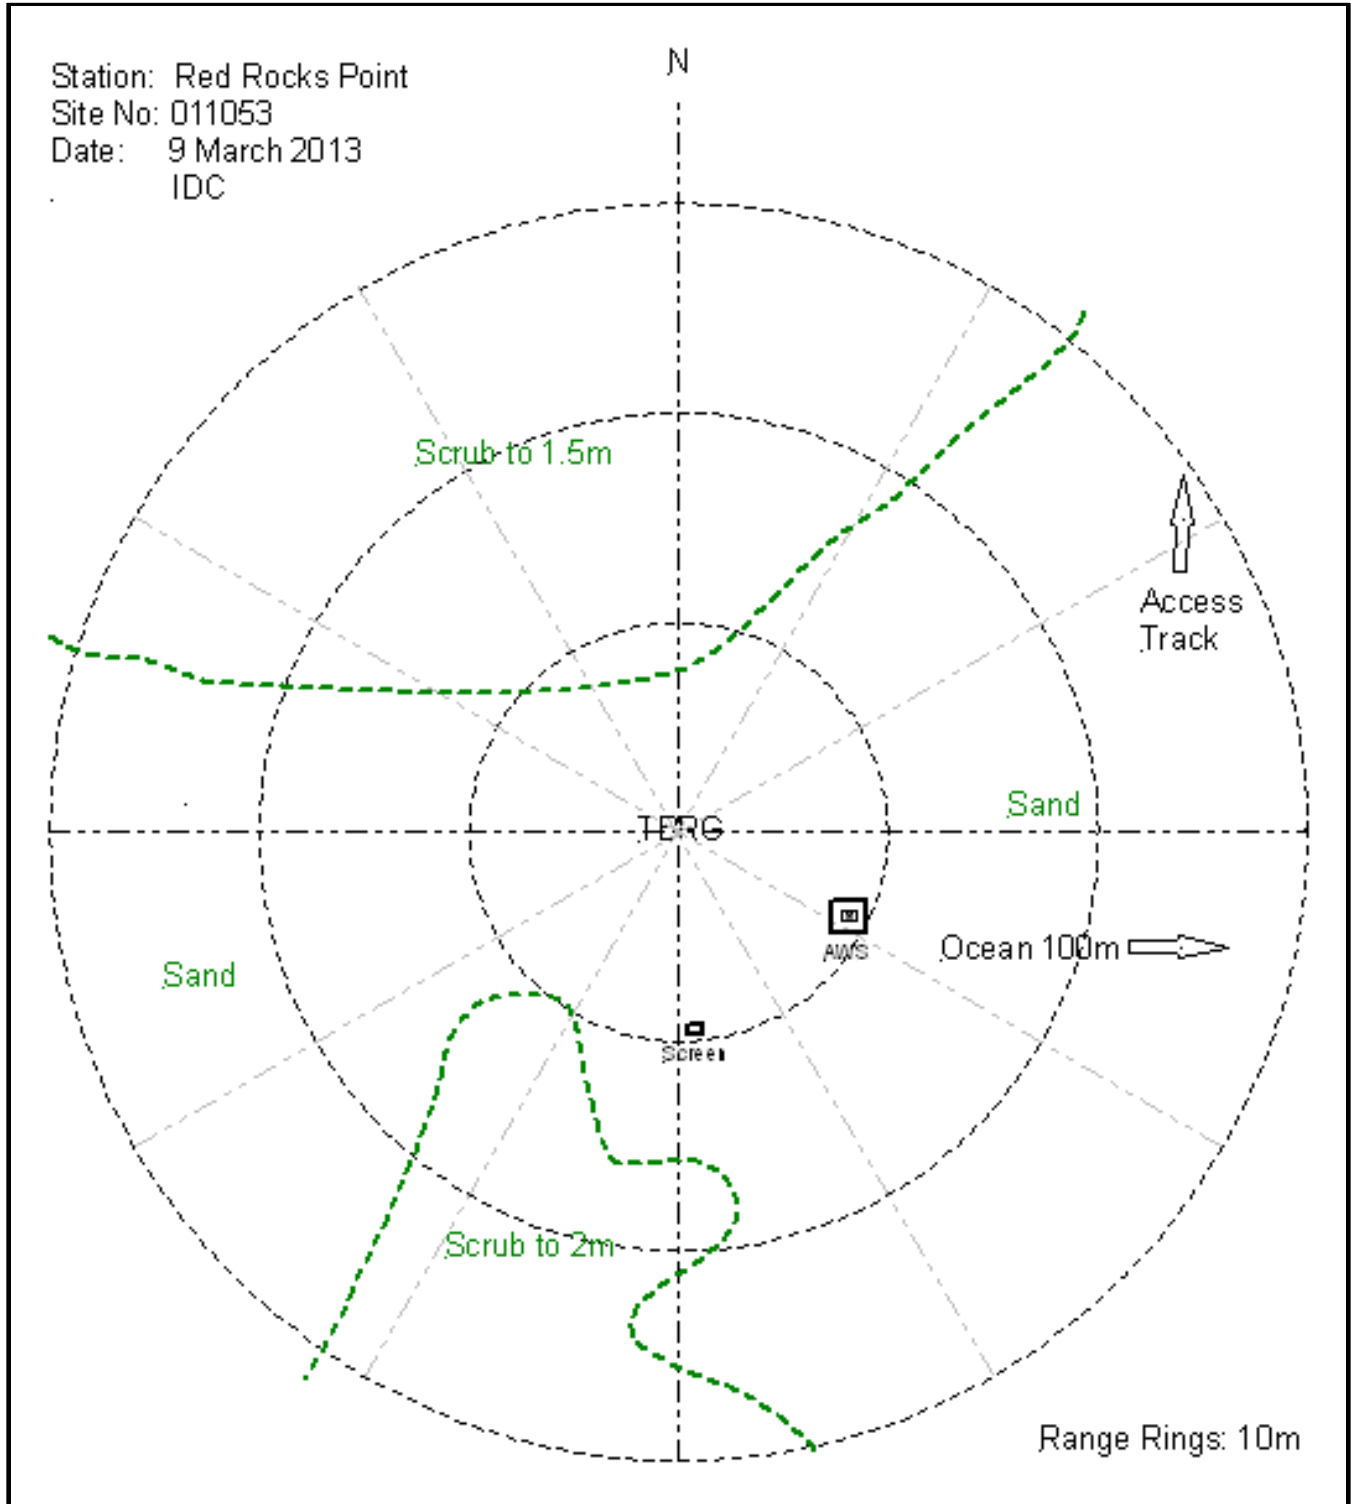 N
Station: Red Rocks Point
Site No: 011053
Date: 9 March 2013
IDC
Scrub to 1.5m
Access
Track
Sand
TBRG
AWS
Ocean 100m
Sand
Screen
Scrub to 2m
Range Rings: 10m